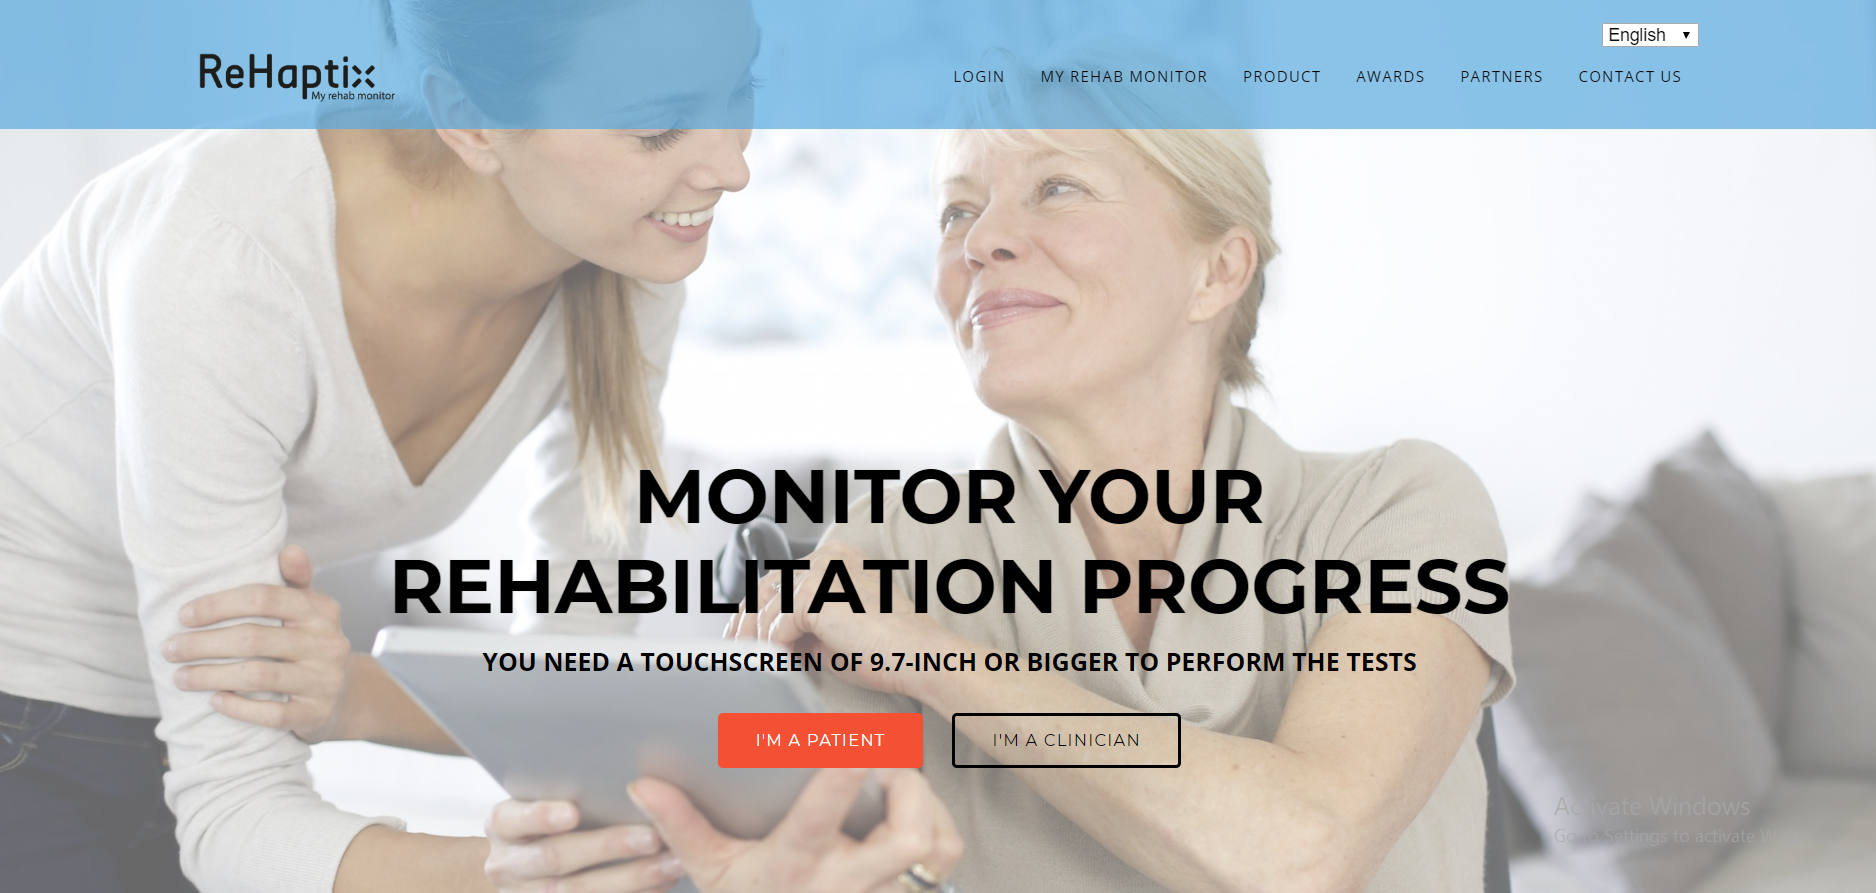 English
ReHaptix
My rehab monitor
LOGIN MY REHAB MONITOR PRODUCT AWARDS PARTNERS CONTACT US
MONITOR YOUR
REHABILITATION PROGRESS
YOU NEED A TOUCHSCREEN OF 9.7-INCH OR BIGGER TO PERFORM THE TESTS
I'M A PATIENT I'M A CLINICIAN
Activate Windows
Go to Settings to activate